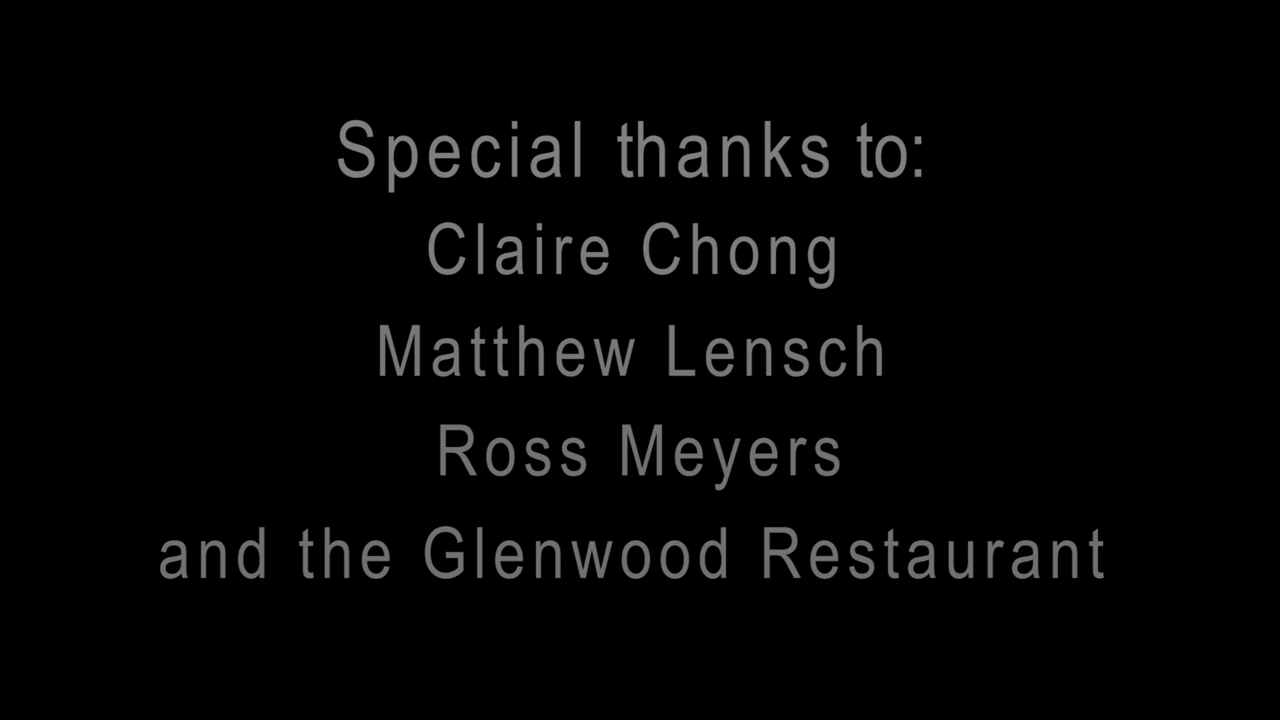 Special thanks to:
Claire Chong
Matthew Lensch
Ross Meyers
and the Glenwood Restaurant